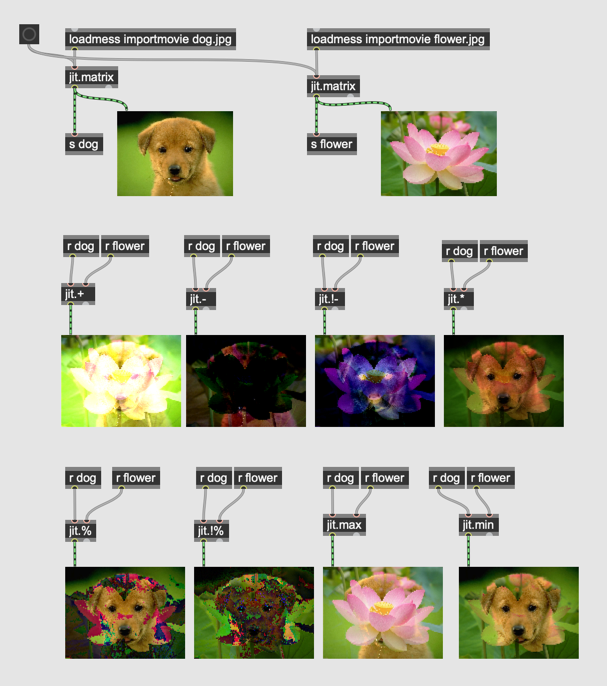 loadmess importmovie dog.jpg
loadmess importmovie flower.jpg
jit.matrix
jit.matrix
s dog
s flower
r dog r flower
r dog r flower
r dog r flower
r dog r flower
jit.+
jit.-
jit.!-
jit.*
r dog r flower
r dog r flower
r dog r flower
r dog r flower
jit.%
jit.!%
jit.max
jit.min